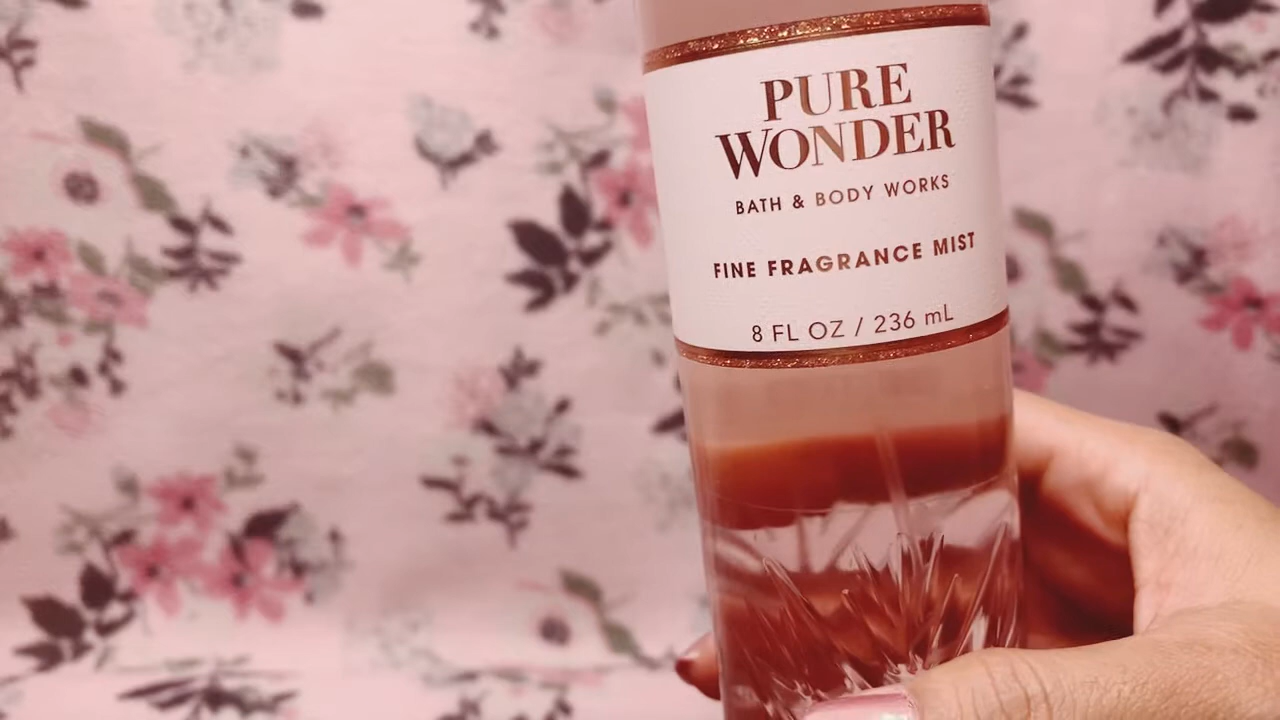 PURE
WONDER
BATH & BODY WORKS
FINE FRAGRANCE MIST
8 FL OZ / 236 mL